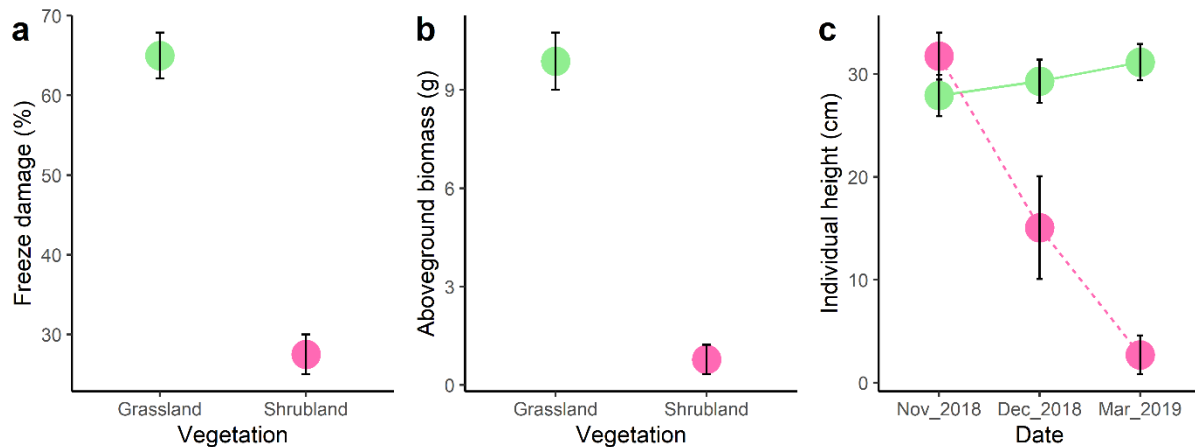 a
Freeze damage (%)
70
60
50
40
30
Grassland Shrubland
Vegetation
b
Aboveground biomass (g)
9
6
3
0
Grassland Shrubland
Vegetation
c
Individual height (cm)
30
20
10
0
Nov_2018 Dec_2018 Mar_2019
Date